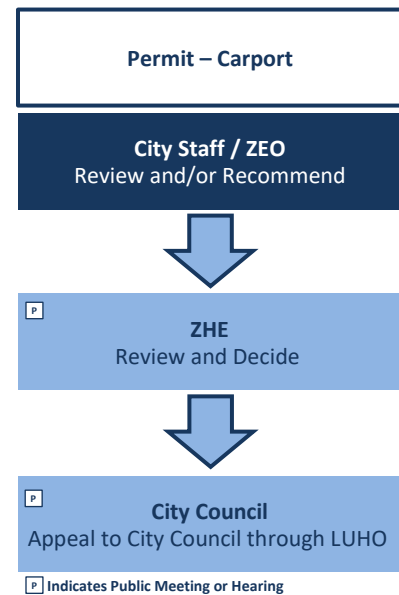 Permit – Carport
City Staff / ZEO
Review and/or Recommend
P
ZHE
Review and Decide
P
City Council
Appeal to City Council through LUHO
P Indicates Public Meeting or Hearing